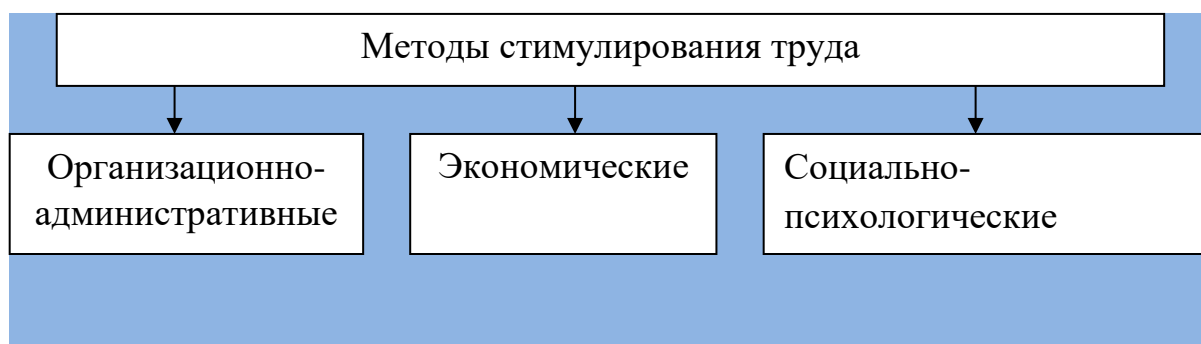 Методы стимулирования труда
Организационно-
административные
Экономические
Социально-
психологические